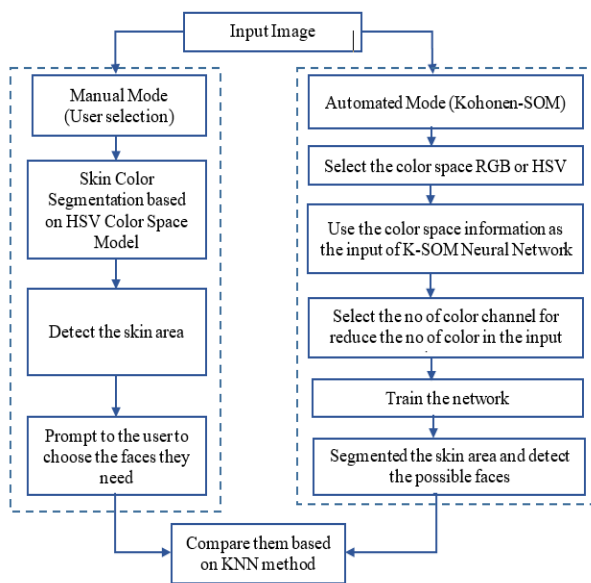 Input Image
Manual Mode
(User selection)
Skin Color
Segmentation based
on HSV Color Space
Model
Detect the skin area
Prompt to the user to
choose the faces they
need
Automated Mode (Kohonen-SOM)
Select the color space RGB or HSV
Use the color space information as
the input of K-SOM Neural Network
Select the no of color channel for
reduce the no of color in the input
Train the network
Segmented the skin area and detect
the possible faces
Compare them based
on KNN method